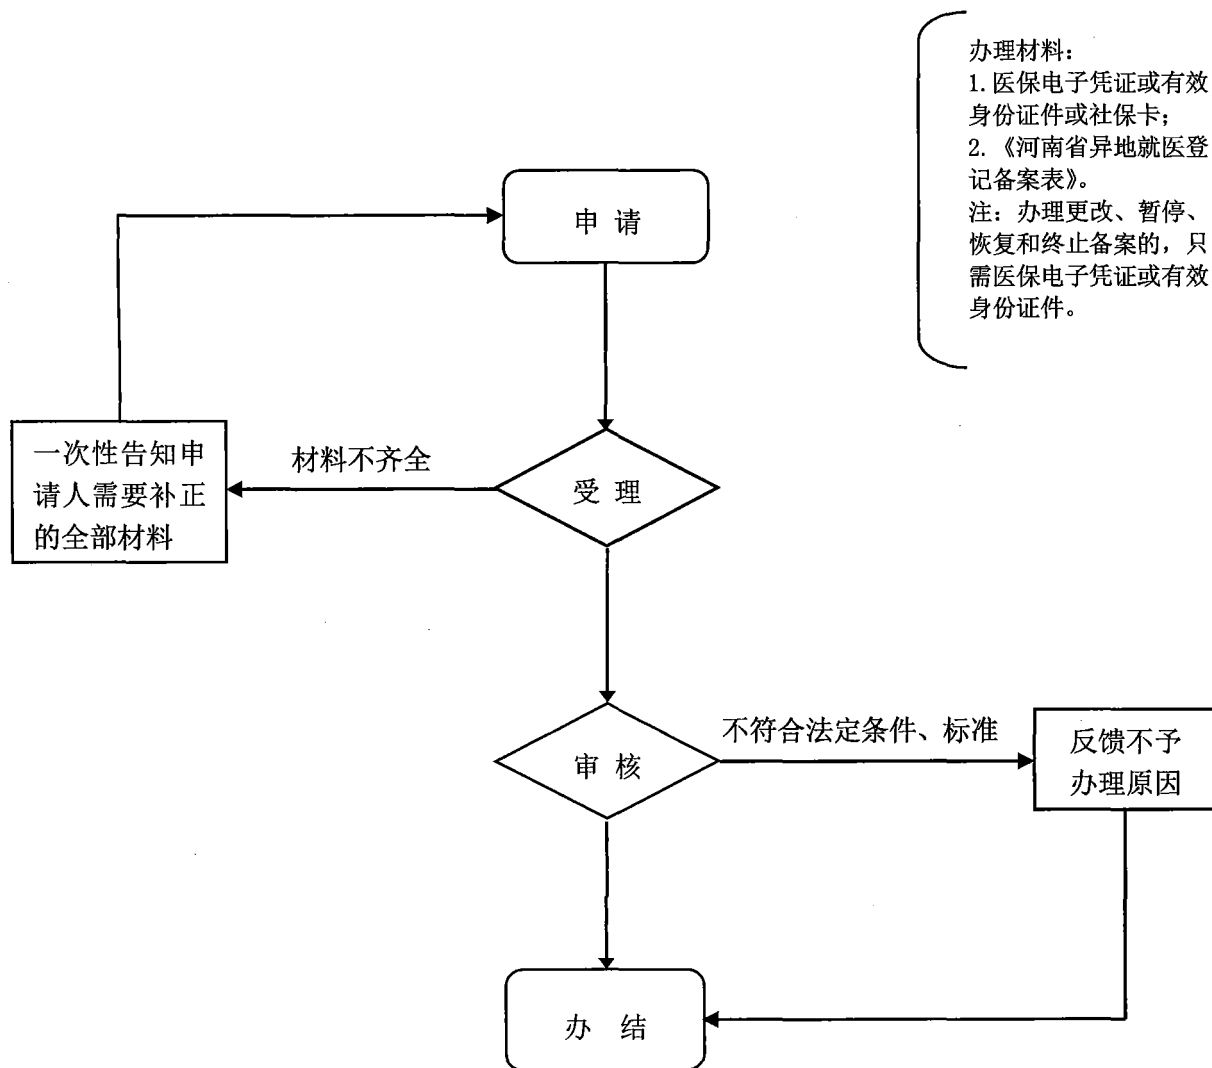 办理材料：
1. 医保电子凭证或有效
身份证件或社保卡；
2. 《河南省异地就医登
记备案表》。
注：办理更改、暂停、
恢复和终止备案的，只
需医保电子凭证或有效
身份证件。
申请
一次性告知申
请人需要补正
的全部材料
材料不齐全
受理
审核
不符合法定条件、标准
反馈不予
办理原因
办结